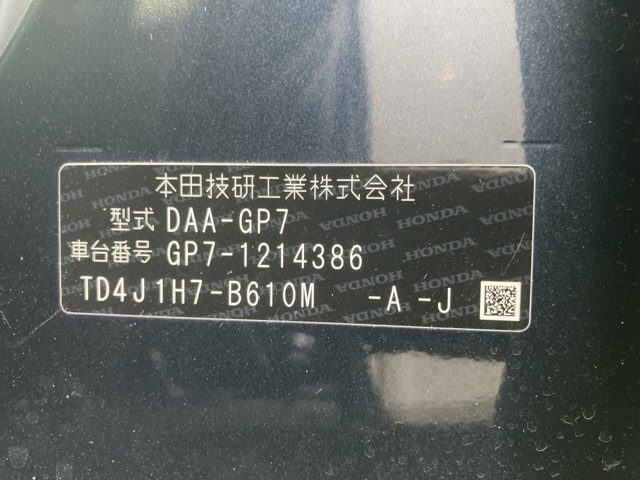 本田技研工業株式会社
型式 DAA-GP7
車台番号 GP7-1214386
TD4J1H7-B610M -A -J